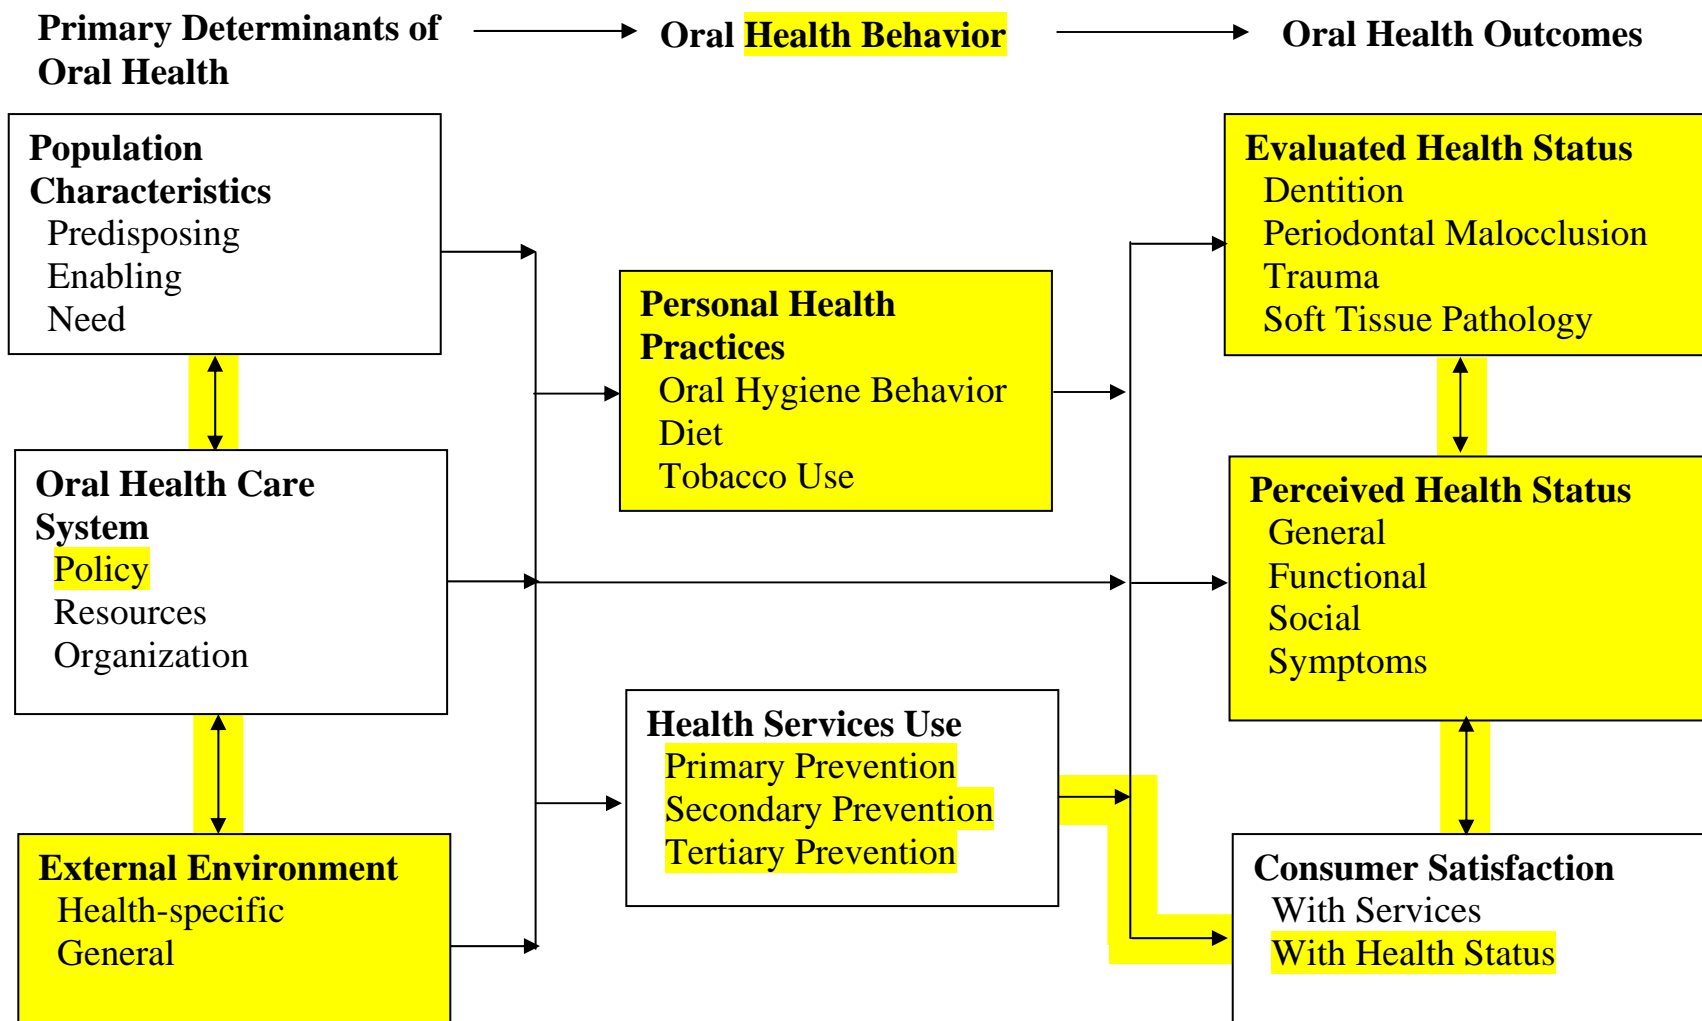 Primary Determinants of
Oral Health
Oral Health Behavior
Oral Health Outcomes
Population
Characteristics
Predisposing
Enabling
Need
Oral Health Care
System
Policy
Resources
Organization
External Environment
Health-specific
General
Personal Health
Practices
Oral Hygiene Behavior
Diet
Tobacco Use
Health Services Use
Primary Prevention
Secondary Prevention
Tertiary Prevention
Evaluated Health Status
Dentition
Periodontal Malocclusion
Trauma
Soft Tissue Pathology
Perceived Health Status
General
Functional
Social
Symptoms
Consumer Satisfaction
With Services
With Health Status